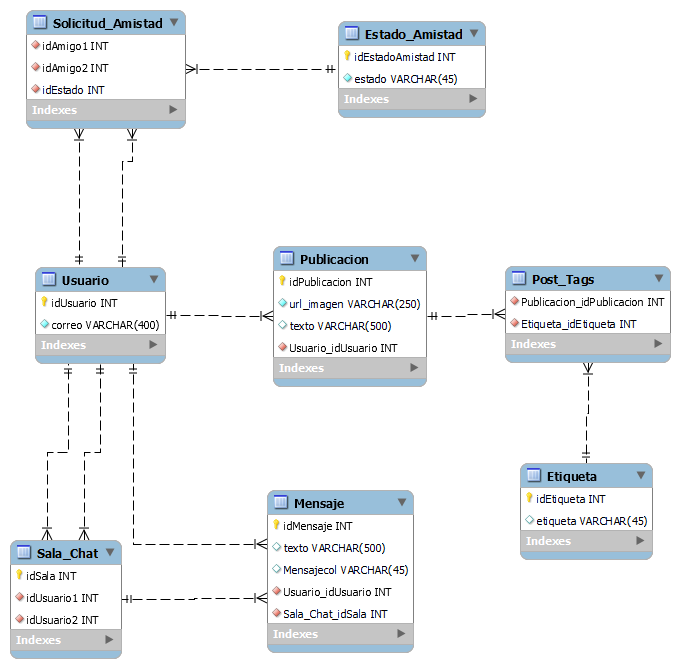 Solicitud_Amistad
idAmigo1 INT
idAmigo2 INT
idEstado INT
Indexes
Estado_Amistad
idEstadoAmistad INT
estado VARCHAR(45)
Indexes
Usuario
idUsuario INT
correo VARCHAR(400)
Indexes
Publicacion
idPublicacion INT
url_imagen VARCHAR(250)
texto VARCHAR(500)
Usuario_idUsuario INT
Indexes
Post_Tags
Publicacion_idPublicacion INT
Etiqueta_idEtiqueta INT
Indexes
Etiqueta
idEtiqueta INT
etiqueta VARCHAR(45)
Indexes
Sala_Chat
idSala INT
idUsuario1 INT
idUsuario2 INT
Indexes
Mensaje
idMensaje INT
texto VARCHAR(500)
Mensajecol VARCHAR(45)
Usuario_idUsuario INT
Sala_Chat_idSala INT
Indexes